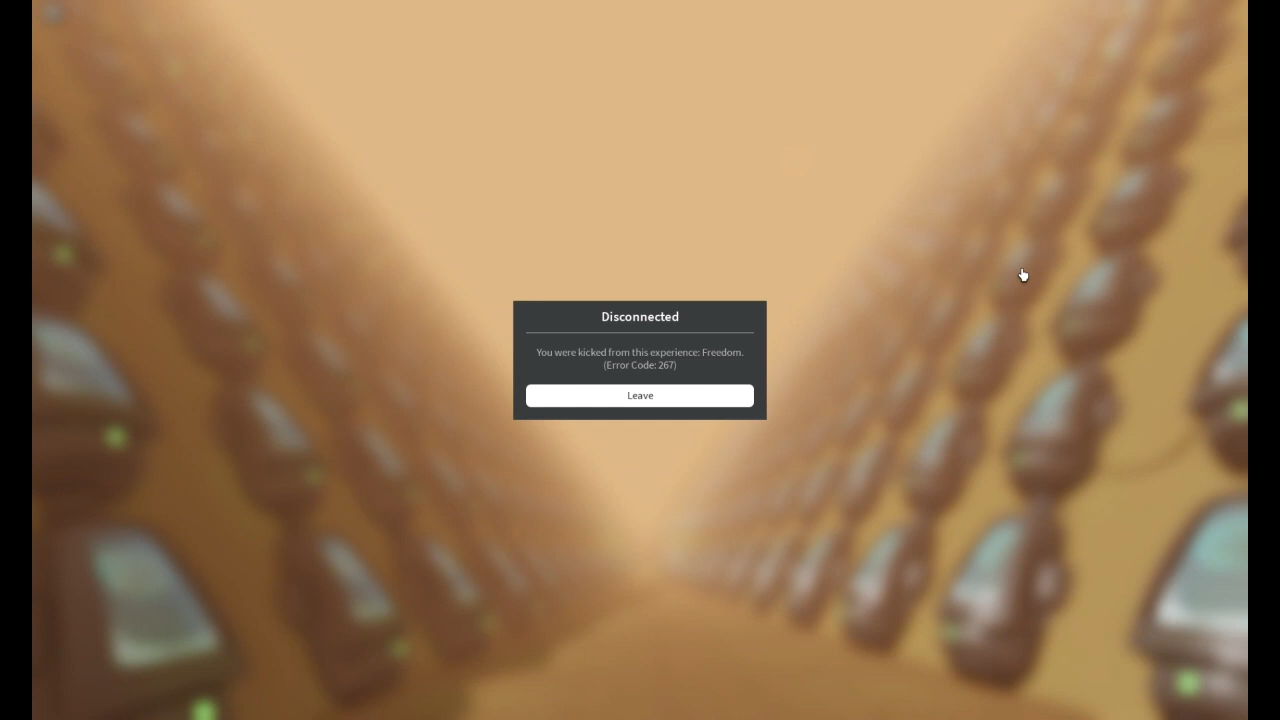 Disconnected
You were kicked from this experience: Freedom.
(Error Code: 267)
Leave